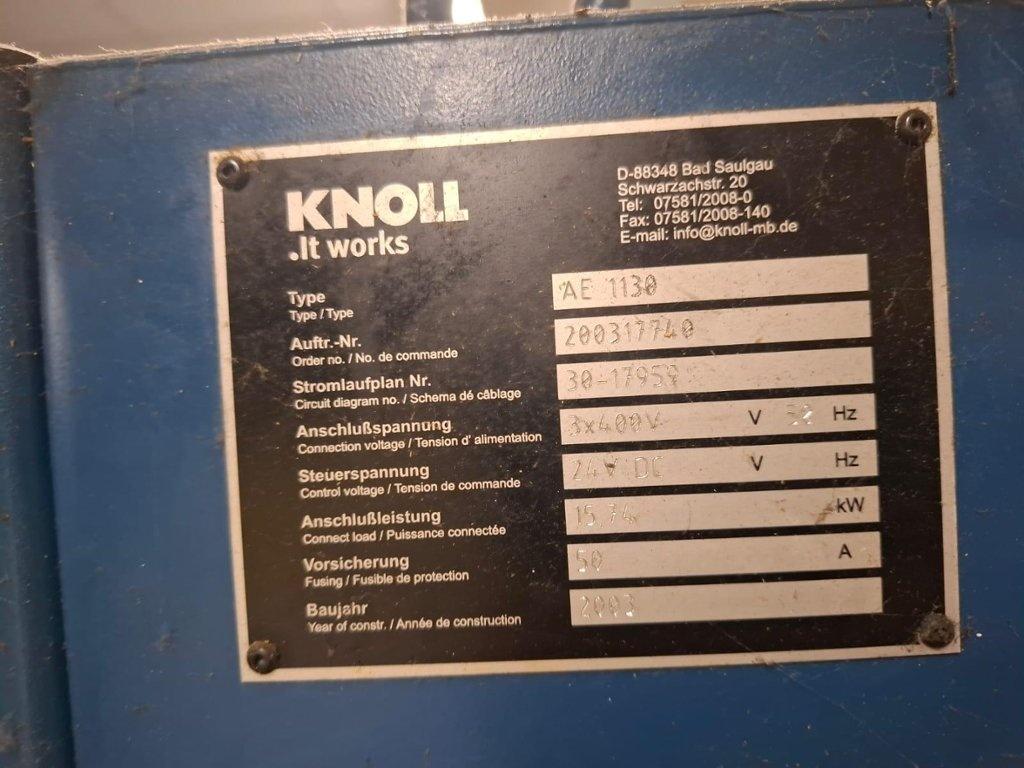 KNOLL
.It works
D-88348 Bad Saulgau
Schwarzachstr. 20
Tel: 07581/2008-0
Fax: 07581/2008-140
E-mail: info@knoll-mb.de
Type AE 1130
Type / Type
Auftr.-Nr. 200317740
Order no. / No. de commande
Stromlaufplan Nr. 30-17959
Circuit diagram no. / Schema dé câblage
Anschlußspannung 3x400V V Hz
Connection voltage / Tension d' alimentation
Steuerspannung 24V DC V Hz
Control voltage / Tension de commande
Anschlußleistung 15,74 kW
Connect load / Puissance connectée
Vorsicherung 50 A
Fusing / Fusible de protection
Baujahr 2003
Year of constr. / Année de construction